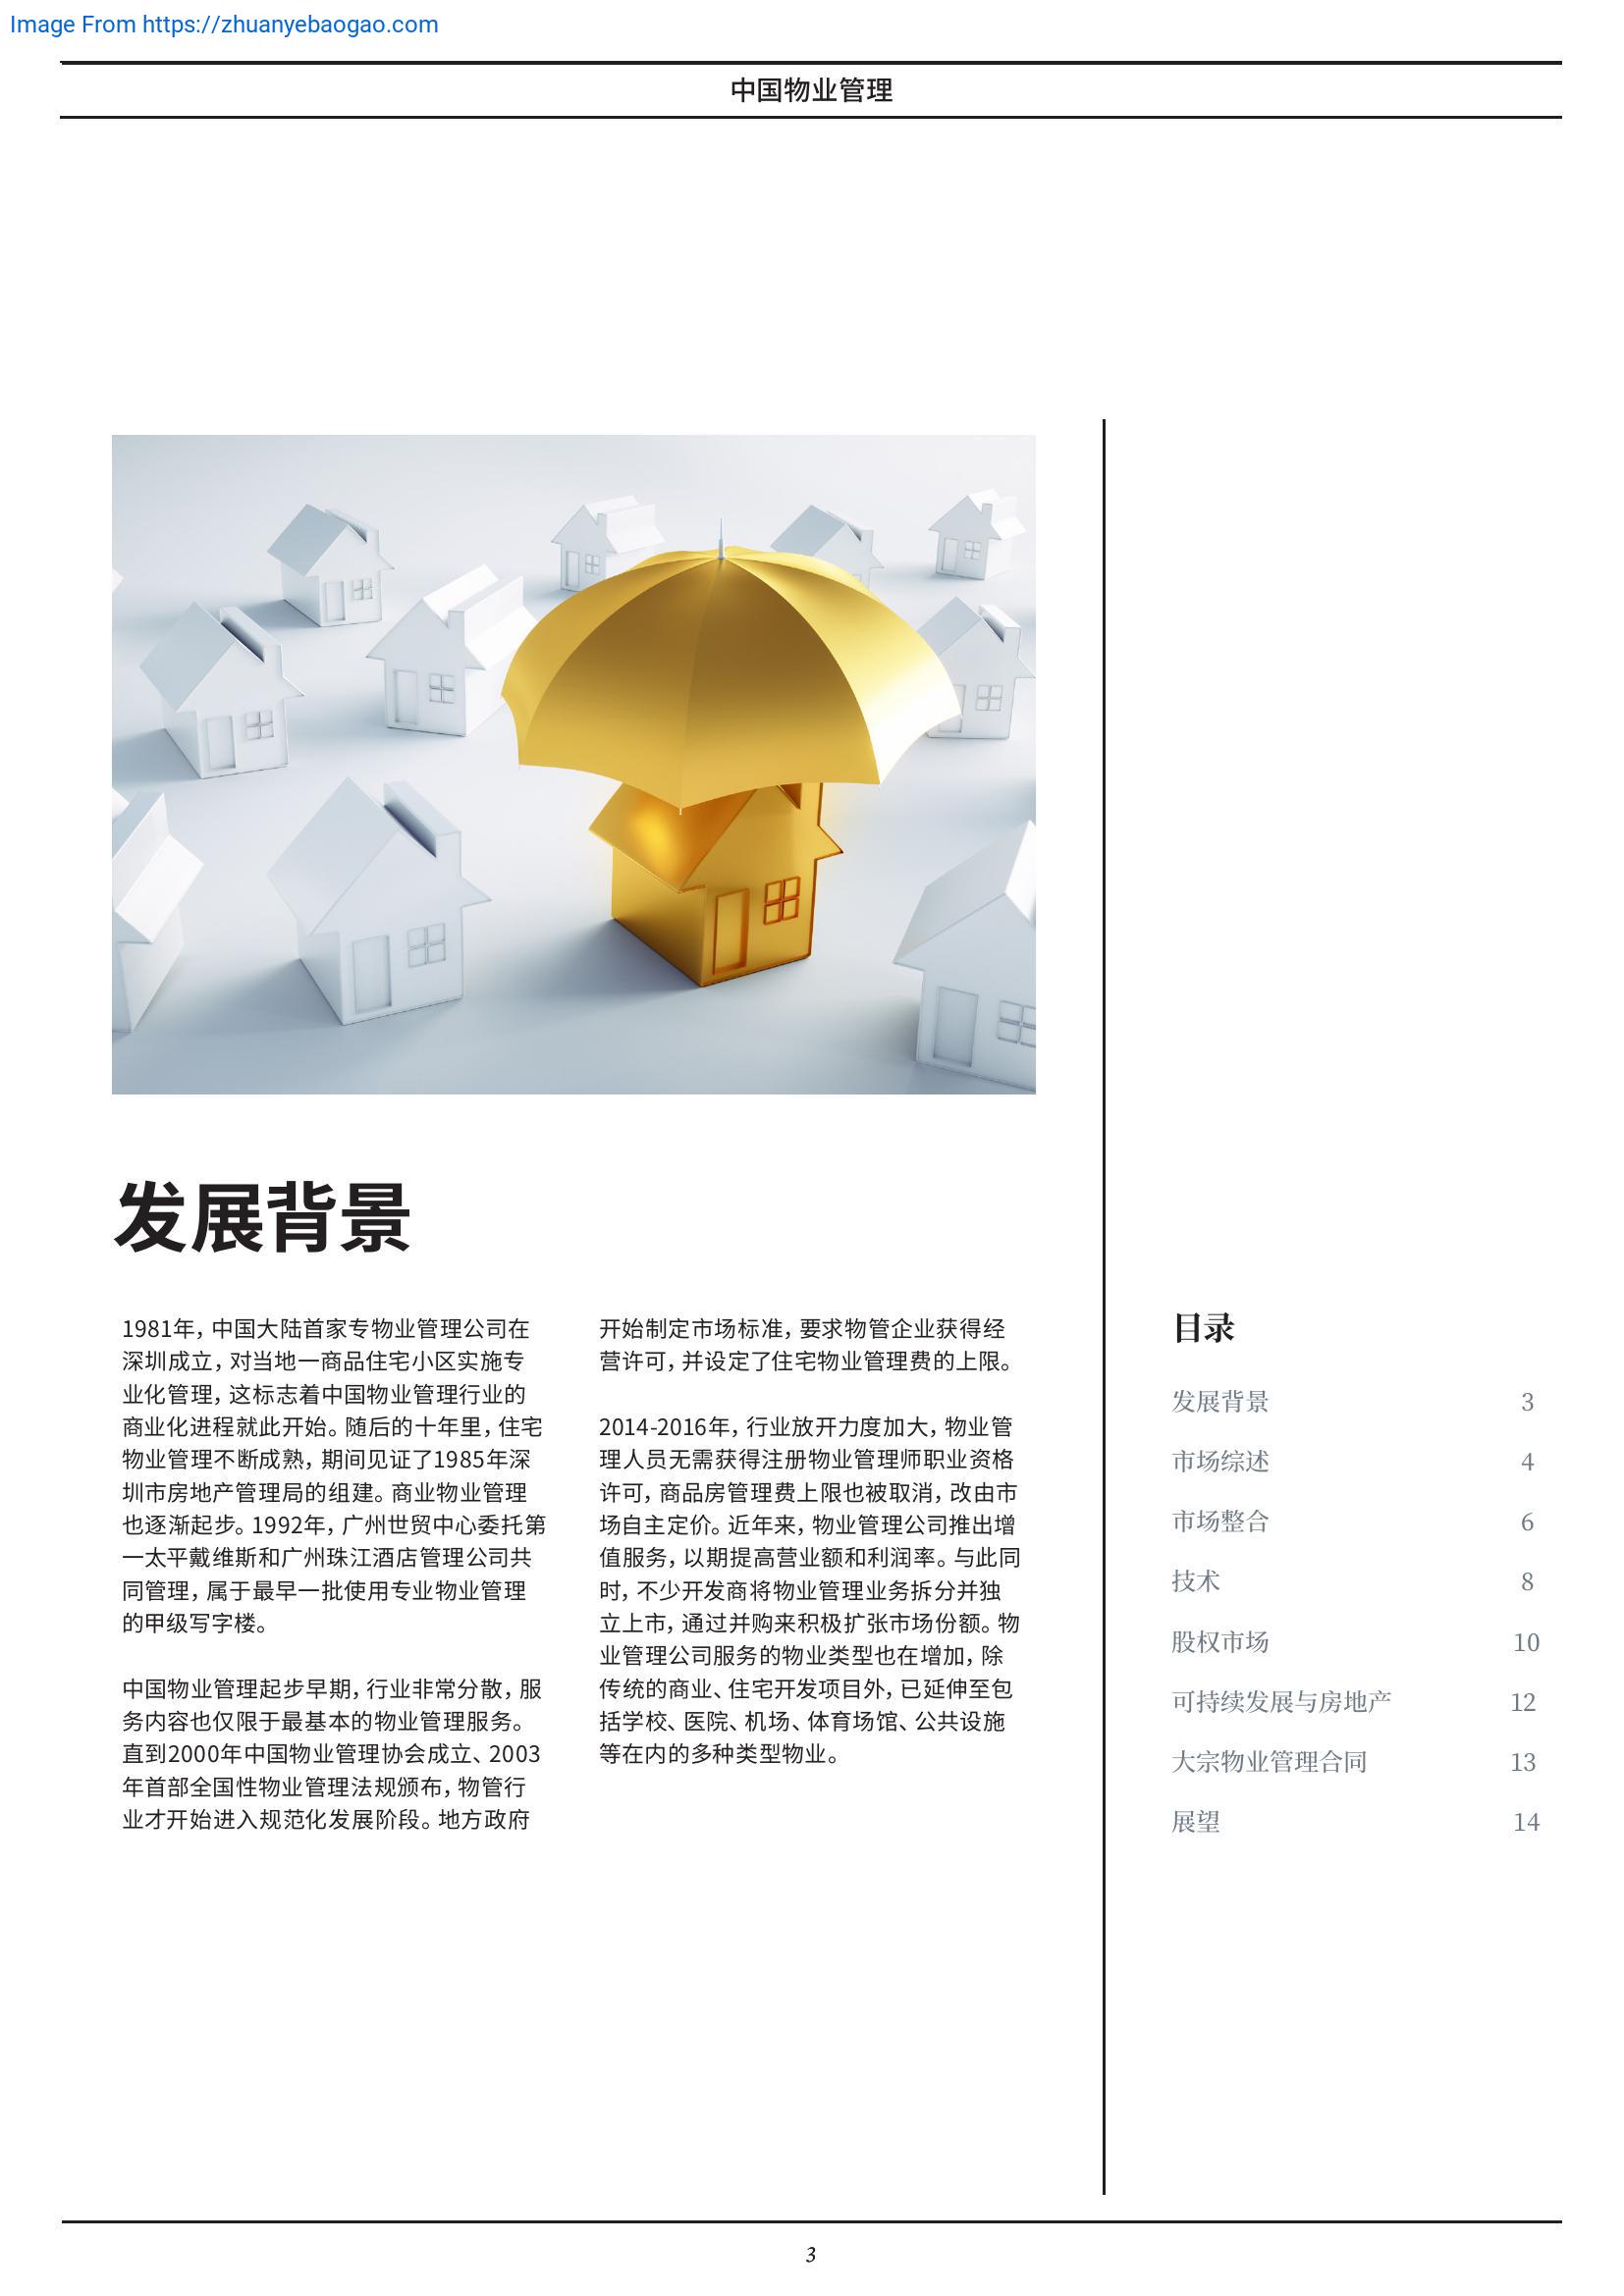 Image From https://zhuanyebaogao.com
中国物业管理
发展背景
1981年，中国大陆首家专物业管理公司在
深圳成立，对当地一商品住宅小区实施专
业化管理，这标志着中国物业管理行业的
商业化进程就此开始。随后的十年里，住宅
物业管理不断成熟，期间见证了1985年深
圳市房地产管理局的组建。商业物业管理
也逐渐起步。1992年，广州世贸中心委托第
一太平戴维斯和广州珠江酒店管理公司共
同管理，属于最早一批使用专业物业管理
的甲级写字楼。
中国物业管理起步早期，行业非常分散，服
务内容也仅限于最基本的物业管理服务。
直到2000年中国物业管理协会成立、2003
年首部全国性物业管理法规颁布，物管行
业才开始进入规范化发展阶段。地方政府
开始制定市场标准，要求物管企业获得经
营许可，并设定了住宅物业管理费的上限。
2014-2016年，行业放开力度加大，物业管
理人员无需获得注册物业管理师职业资格
许可，商品房管理费上限也被取消，改由市
场自主定价。近年来，物业管理公司推出增
值服务，以期提高营业额和利润率。与此同
时，不少开发商将物业管理业务拆分并独
立上市，通过并购来积极扩张市场份额。物
业管理公司服务的物业类型也在增加，除
传统的商业、住宅开发项目外，已延伸至包
括学校、医院、机场、体育场馆、公共设施
等在内的多种类型物业。
目录
发展背景 3
市场综述 4
市场整合 6
技术 8
股权市场 10
可持续发展与房地产 12
大宗物业管理合同 13
展望 14
3